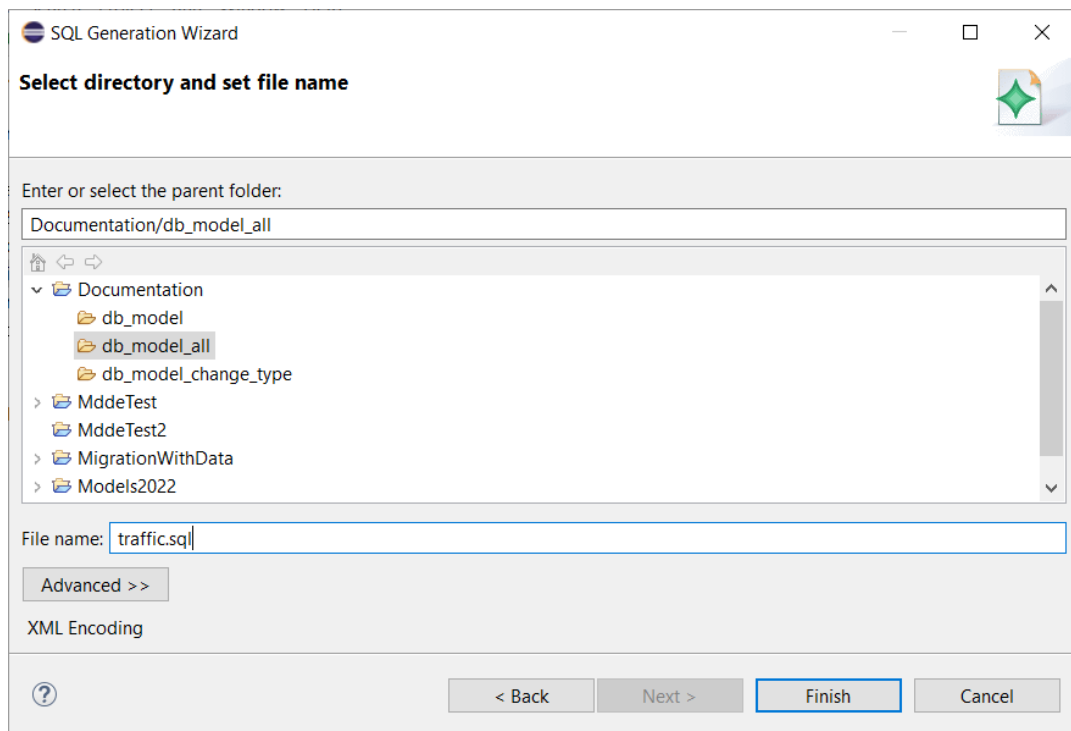 SQL Generation Wizard
Select directory and set file name
Enter or select the parent folder:
Documentation/db_model_all
Documentation
db_model
db_model_all
db_model_change_type
MddeTest
MddeTest2
MigrationWithData
Models2022
File name: traffic.sql
Advanced >>
XML Encoding
? < Back Next > Finish Cancel